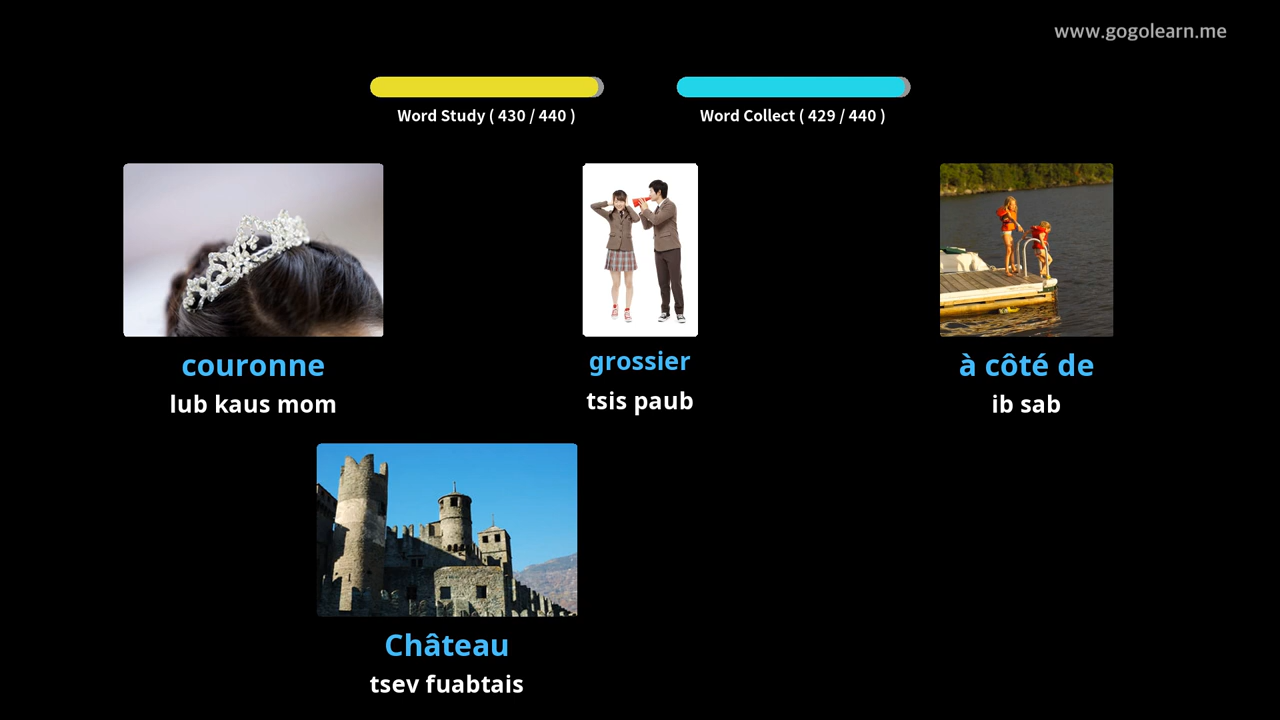 www.gogolearn.me
Word Study ( 430 / 440 )
Word Collect ( 429 / 440 )
couronne
lub kaus mom
grossier
tsis paub
à côté de
ib sab
Château
tsev fuabtais